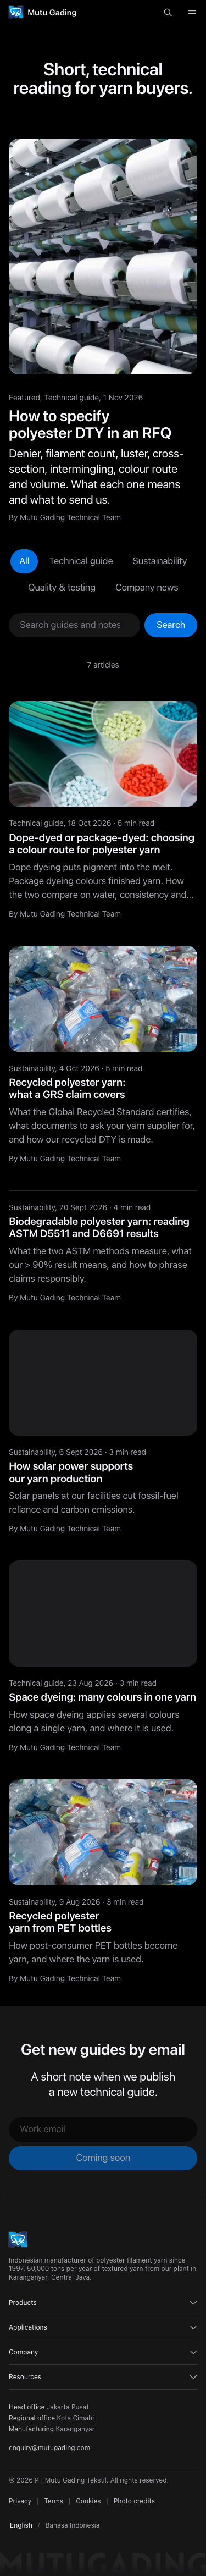 Mutu Gading
Short, technical
reading for yarn buyers.
Featured, Technical guide, 1 Nov 2026
How to specify
polyester DTY in an RFQ
Denier, filament count, luster, cross-
section, intermingling, colour route
and volume. What each one means
and what to send us.
By Mutu Gading Technical Team
All
Technical guide
Sustainability
Quality & testing
Company news
Search guides and notes
Search
7 articles
Technical guide, 18 Oct 2026 · 5 min read
Dope-dyed or package-dyed: choosing
a colour route for polyester yarn
Dope dyeing puts pigment into the melt.
Package dyeing colours finished yarn. How
the two compare on water, consistency and...
By Mutu Gading Technical Team
Sustainability, 4 Oct 2026 · 5 min read
Recycled polyester yarn:
what a GRS claim covers
What the Global Recycled Standard certifies,
what documents to ask your yarn supplier for,
and how our recycled DTY is made.
By Mutu Gading Technical Team
Sustainability, 20 Sept 2026 · 4 min read
Biodegradable polyester yarn: reading
ASTM D5511 and D6691 results
What the two ASTM methods measure, what
our > 90% result means, and how to phrase
claims responsibly.
By Mutu Gading Technical Team
Sustainability, 6 Sept 2026 · 3 min read
How solar power supports
our yarn production
Solar panels at our facilities cut fossil-fuel
reliance and carbon emissions.
By Mutu Gading Technical Team
Technical guide, 23 Aug 2026 · 3 min read
Space dyeing: many colours in one yarn
How space dyeing applies several colours
along a single yarn, and where it is used.
By Mutu Gading Technical Team
Sustainability, 9 Aug 2026 · 3 min read
Recycled polyester
yarn from PET bottles
How post-consumer PET bottles become
yarn, and where the yarn is used.
By Mutu Gading Technical Team
Get new guides by email
A short note when we publish
a new technical guide.
Work email
Coming soon
Indonesian manufacturer of polyester filament yarn since
1997. 50,000 tons per year of textured yarn from our plant in
Karanganyar, Central Java.
Products
Applications
Company
Resources
Head office Jakarta Pusat
Regional office Kota Cimahi
Manufacturing Karanganyar
enquiry@mutugading.com
© 2026 PT Mutu Gading Tekstil. All rights reserved.
Privacy | Terms | Cookies | Photo credits
English / Bahasa Indonesia
MUTUGADING